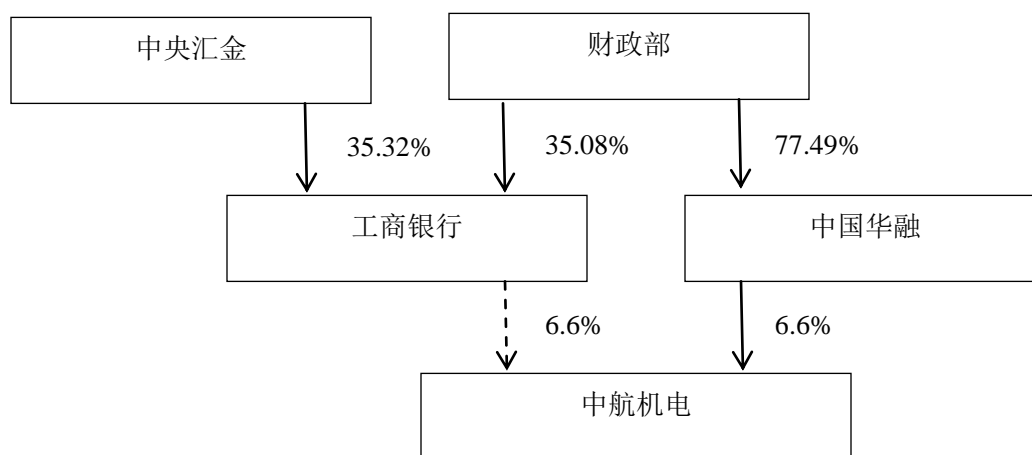 中央汇金
财政部
35.32%
35.08%
77.49%
工商银行
中国华融
6.6%
6.6%
中航机电